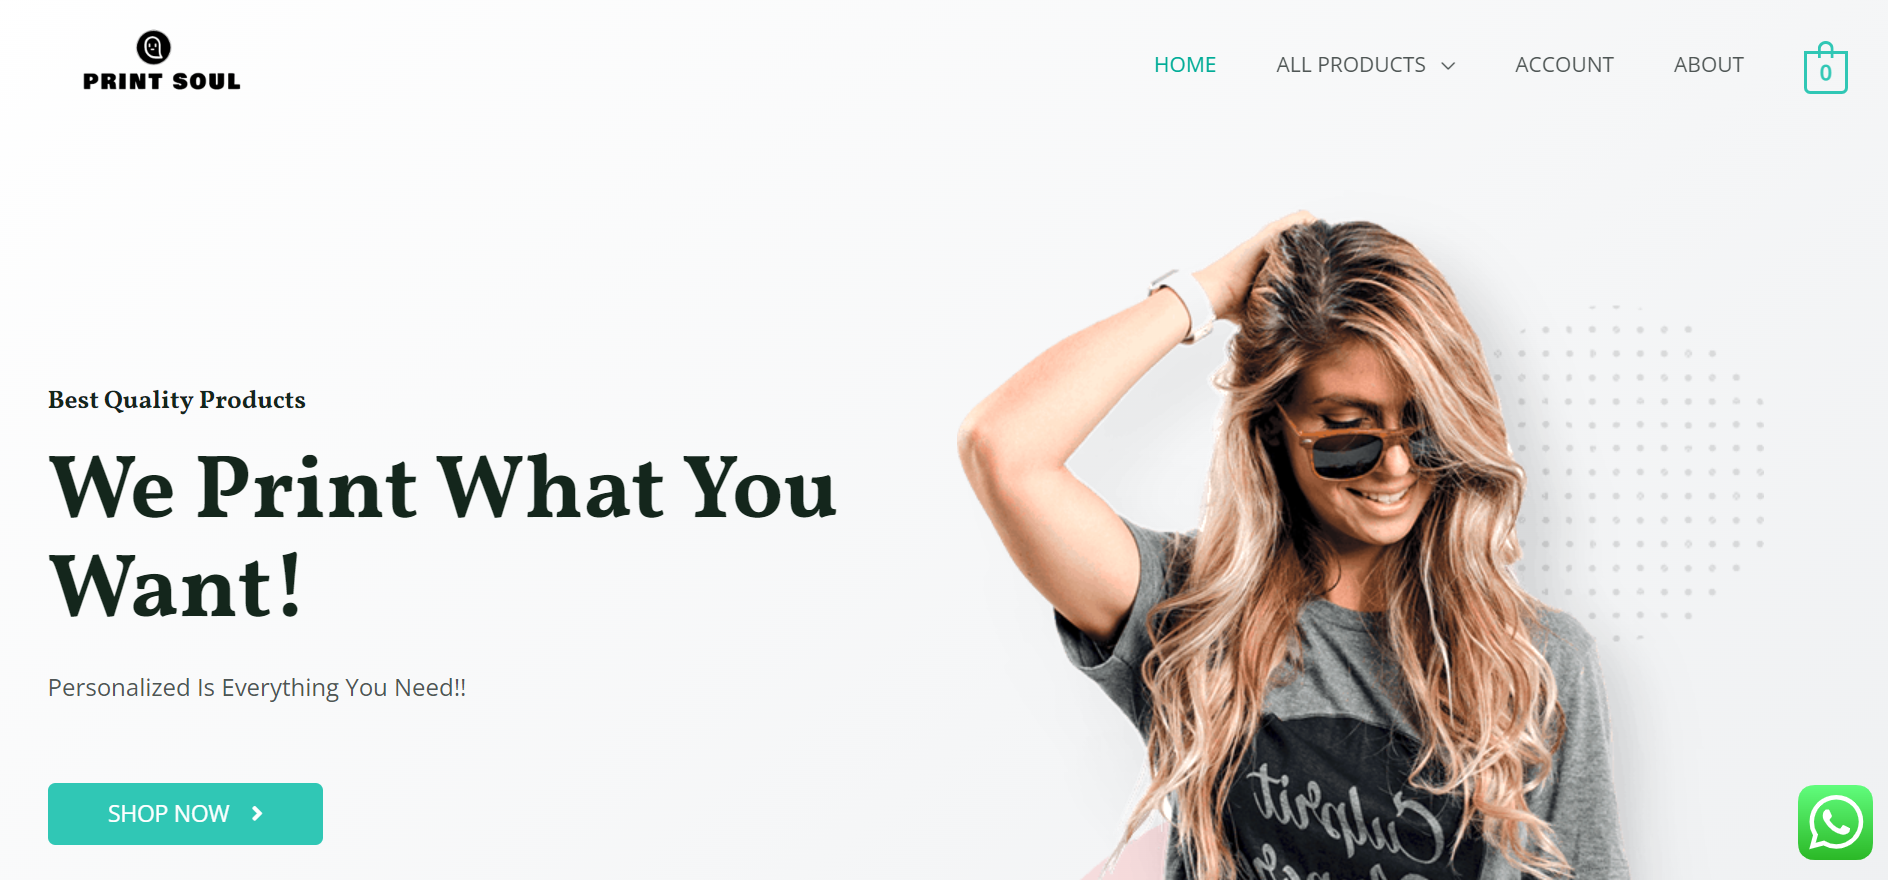 PRINT SOUL
HOME
ALL PRODUCTS
ACCOUNT
ABOUT
0
Best Quality Products
We Print What You
Want!
Personalized Is Everything You Need!!
SHOP NOW
Culprit